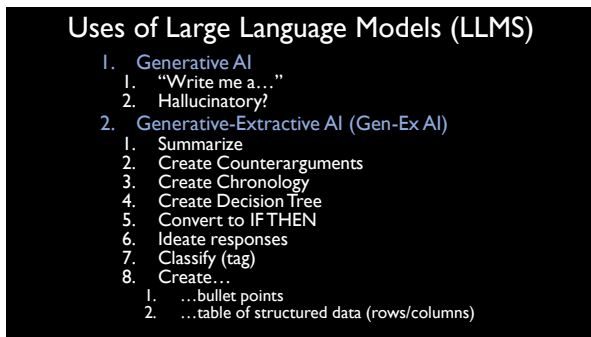 Uses of Large Language Models (LLMS)
1. Generative AI
1. “Write me a…”
2. Hallucinatory?
2. Generative-Extractive AI (Gen-Ex AI)
1. Summarize
2. Create Counterarguments
3. Create Chronology
4. Create Decision Tree
5. Convert to IF THEN
6. Ideate responses
7. Classify (tag)
8. Create…
1. …bullet points
2. …table of structured data (rows/columns)